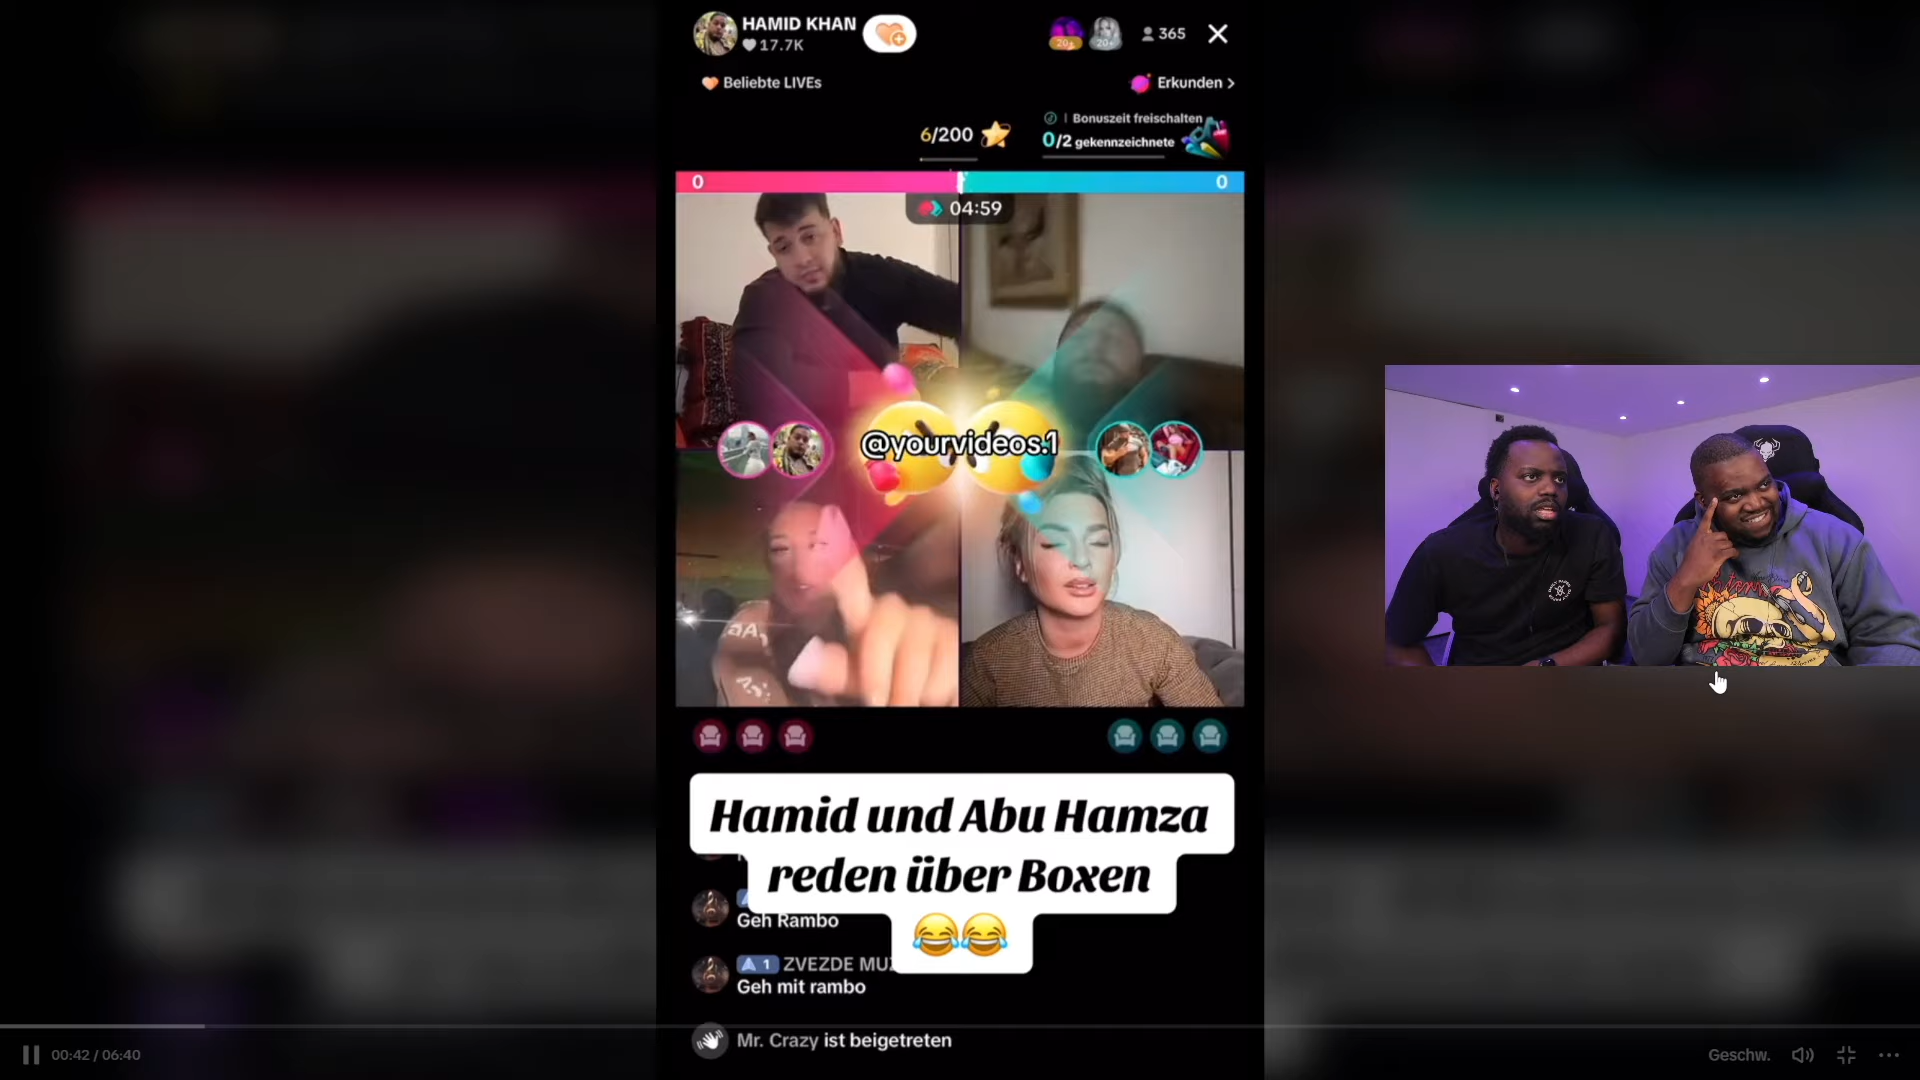 HAMID KHAN
17.7K
20+
20+
365
Beliebte LIVEs
Erkunden >
6/200
Bonuszeit freischalten
0/2 gekennzeichnete
0
0
04:59
@yourvideos.1
Hamid und Abu Hamza
reden über Boxen
😂😂
Geh Rambo
1 ZVEZDE MU
Geh mit rambo
Mr. Crazy ist beigetreten
00:42 / 06:40
Geschw.